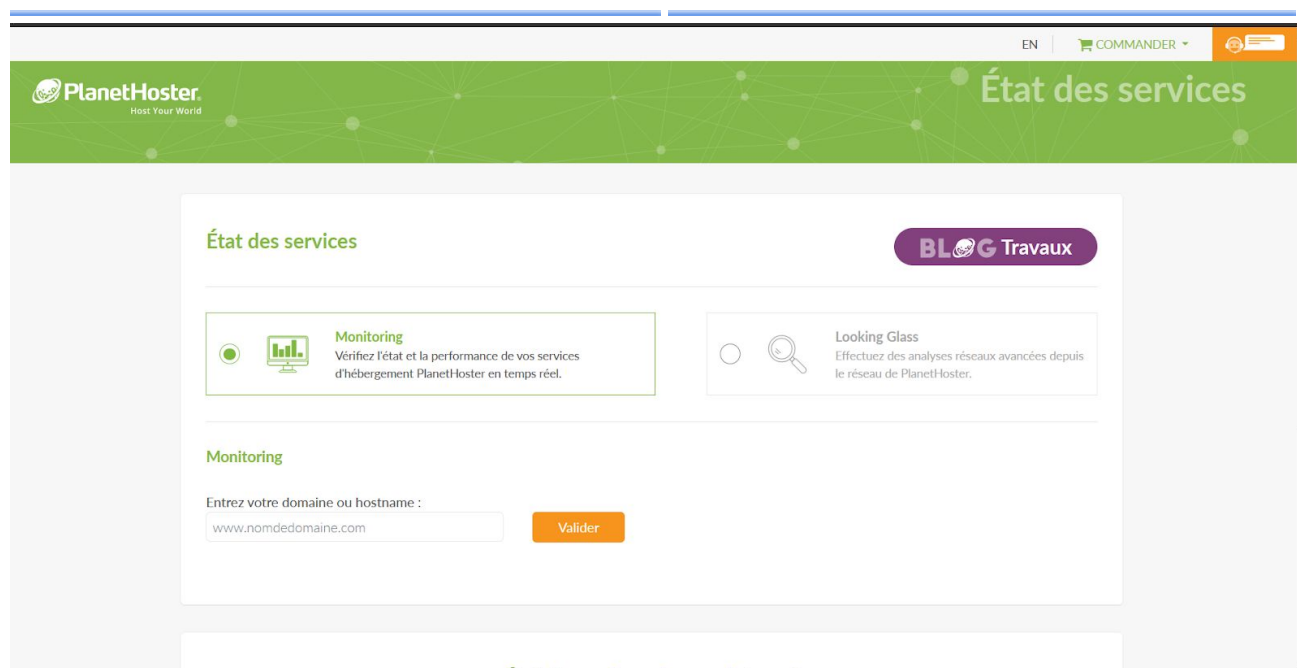 EN
COMMANDER
PlanetHoster.
Host Your World
État des services
État des services
BLOG Travaux
Monitoring
Vérifiez l'état et la performance de vos services
d'hébergement PlanetHoster en temps réel.
Looking Glass
Effectuez des analyses réseaux avancées depuis
le réseau de PlanetHoster.
Monitoring
Entrez votre domaine ou hostname :
www.nomdedomaine.com
Valider